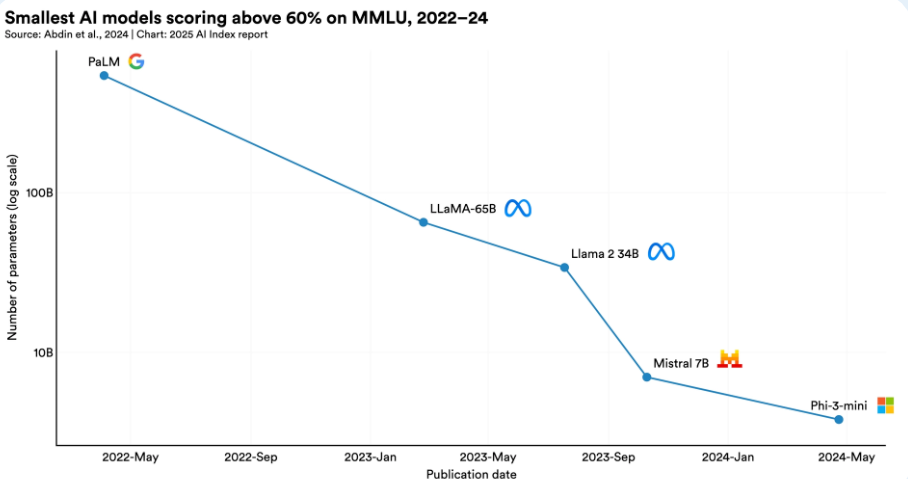 Smallest AI models scoring above 60% on MMLU, 2022–24
Source: Abdin et al., 2024 | Chart: 2025 AI Index report
PaLM
Number of parameters (log scale)
100B
LLaMA-65B
Llama 2 34B
10B
Mistral 7B
Phi-3-mini
2022-May
2022-Sep
2023-Jan
2023-May
2023-Sep
2024-Jan
2024-May
Publication date